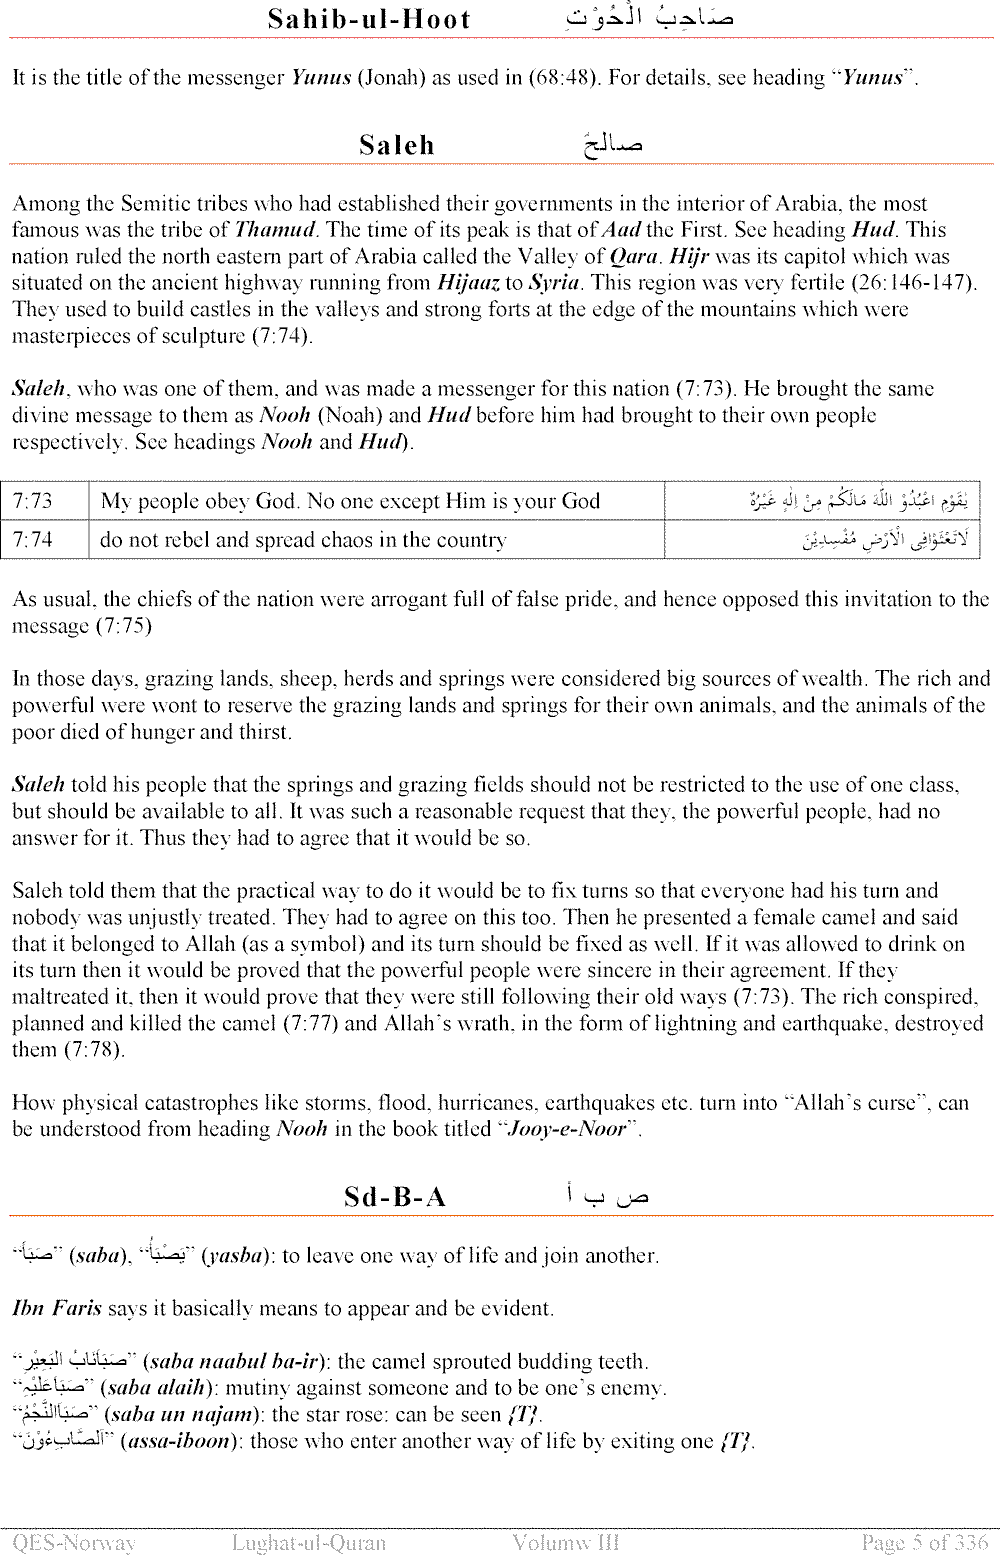 Sahib-ul-Hoot صَاحِبُ الْحُوْتِ
It is the title of the messenger Yunus (Jonah) as used in (68:48). For details, see heading “Yunus”.
Saleh صالحٌ
Among the Semitic tribes who had established their governments in the interior of Arabia, the most
famous was the tribe of Thamud. The time of its peak is that of Aad the First. See heading Hud. This
nation ruled the north eastern part of Arabia called the Valley of Qara. Hijr was its capitol which was
situated on the ancient highway running from Hijaaz to Syria. This region was very fertile (26:146-147).
They used to build castles in the valleys and strong forts at the edge of the mountains which were
masterpieces of sculpture (7:74).
Saleh, who was one of them, and was made a messenger for this nation (7:73). He brought the same
divine message to them as Nooh (Noah) and Hud before him had brought to their own people
respectively. See headings Nooh and Hud).
7:73 My people obey God. No one except Him is your God يٰقَوْمِ اعْبُدُوْ اللّٰهَ مَالَكُمْ مِنْ اِلٰهٍ غَيْرُهٌ
7:74 do not rebel and spread chaos in the country لَاتَعْثَوْافِى الْاَرْضِ مُفْسِدِيْنَ
As usual, the chiefs of the nation were arrogant full of false pride, and hence opposed this invitation to the
message (7:75)
In those days, grazing lands, sheep, herds and springs were considered big sources of wealth. The rich and
powerful were wont to reserve the grazing lands and springs for their own animals, and the animals of the
poor died of hunger and thirst.
Saleh told his people that the springs and grazing fields should not be restricted to the use of one class,
but should be available to all. It was such a reasonable request that they, the powerful people, had no
answer for it. Thus they had to agree that it would be so.
Saleh told them that the practical way to do it would be to fix turns so that everyone had his turn and
nobody was unjustly treated. They had to agree on this too. Then he presented a female camel and said
that it belonged to Allah (as a symbol) and its turn should be fixed as well. If it was allowed to drink on
its turn then it would be proved that the powerful people were sincere in their agreement. If they
maltreated it, then it would prove that they were still following their old ways (7:73). The rich conspired,
planned and killed the camel (7:77) and Allah’s wrath, in the form of lightning and earthquake, destroyed
them (7:78).
How physical catastrophes like storms, flood, hurricanes, earthquakes etc. turn into “Allah’s curse”, can
be understood from heading Nooh in the book titled “Jooy-e-Noor”.
Sd-B-A ص ب أ
“صَبَأَ” (saba), “يَصْبَأُ” (yasba): to leave one way of life and join another.
Ibn Faris says it basically means to appear and be evident.
“صَبَأَنَابُ الْبَعِيْرِ” (saba naabul ba-ir): the camel sprouted budding teeth.
“صَبَأَعَلَيْہِ” (saba alaih): mutiny against someone and to be one’s enemy.
“صَبَأَالنَّجْمُ” (saba un najam): the star rose: can be seen {T}.
“اَلصَّابِءُوْنَ” (assa-iboon): those who enter another way of life by exiting one {T}.
QES-Norway Lughat-ul-Quran Volumw III Page 5 of 336